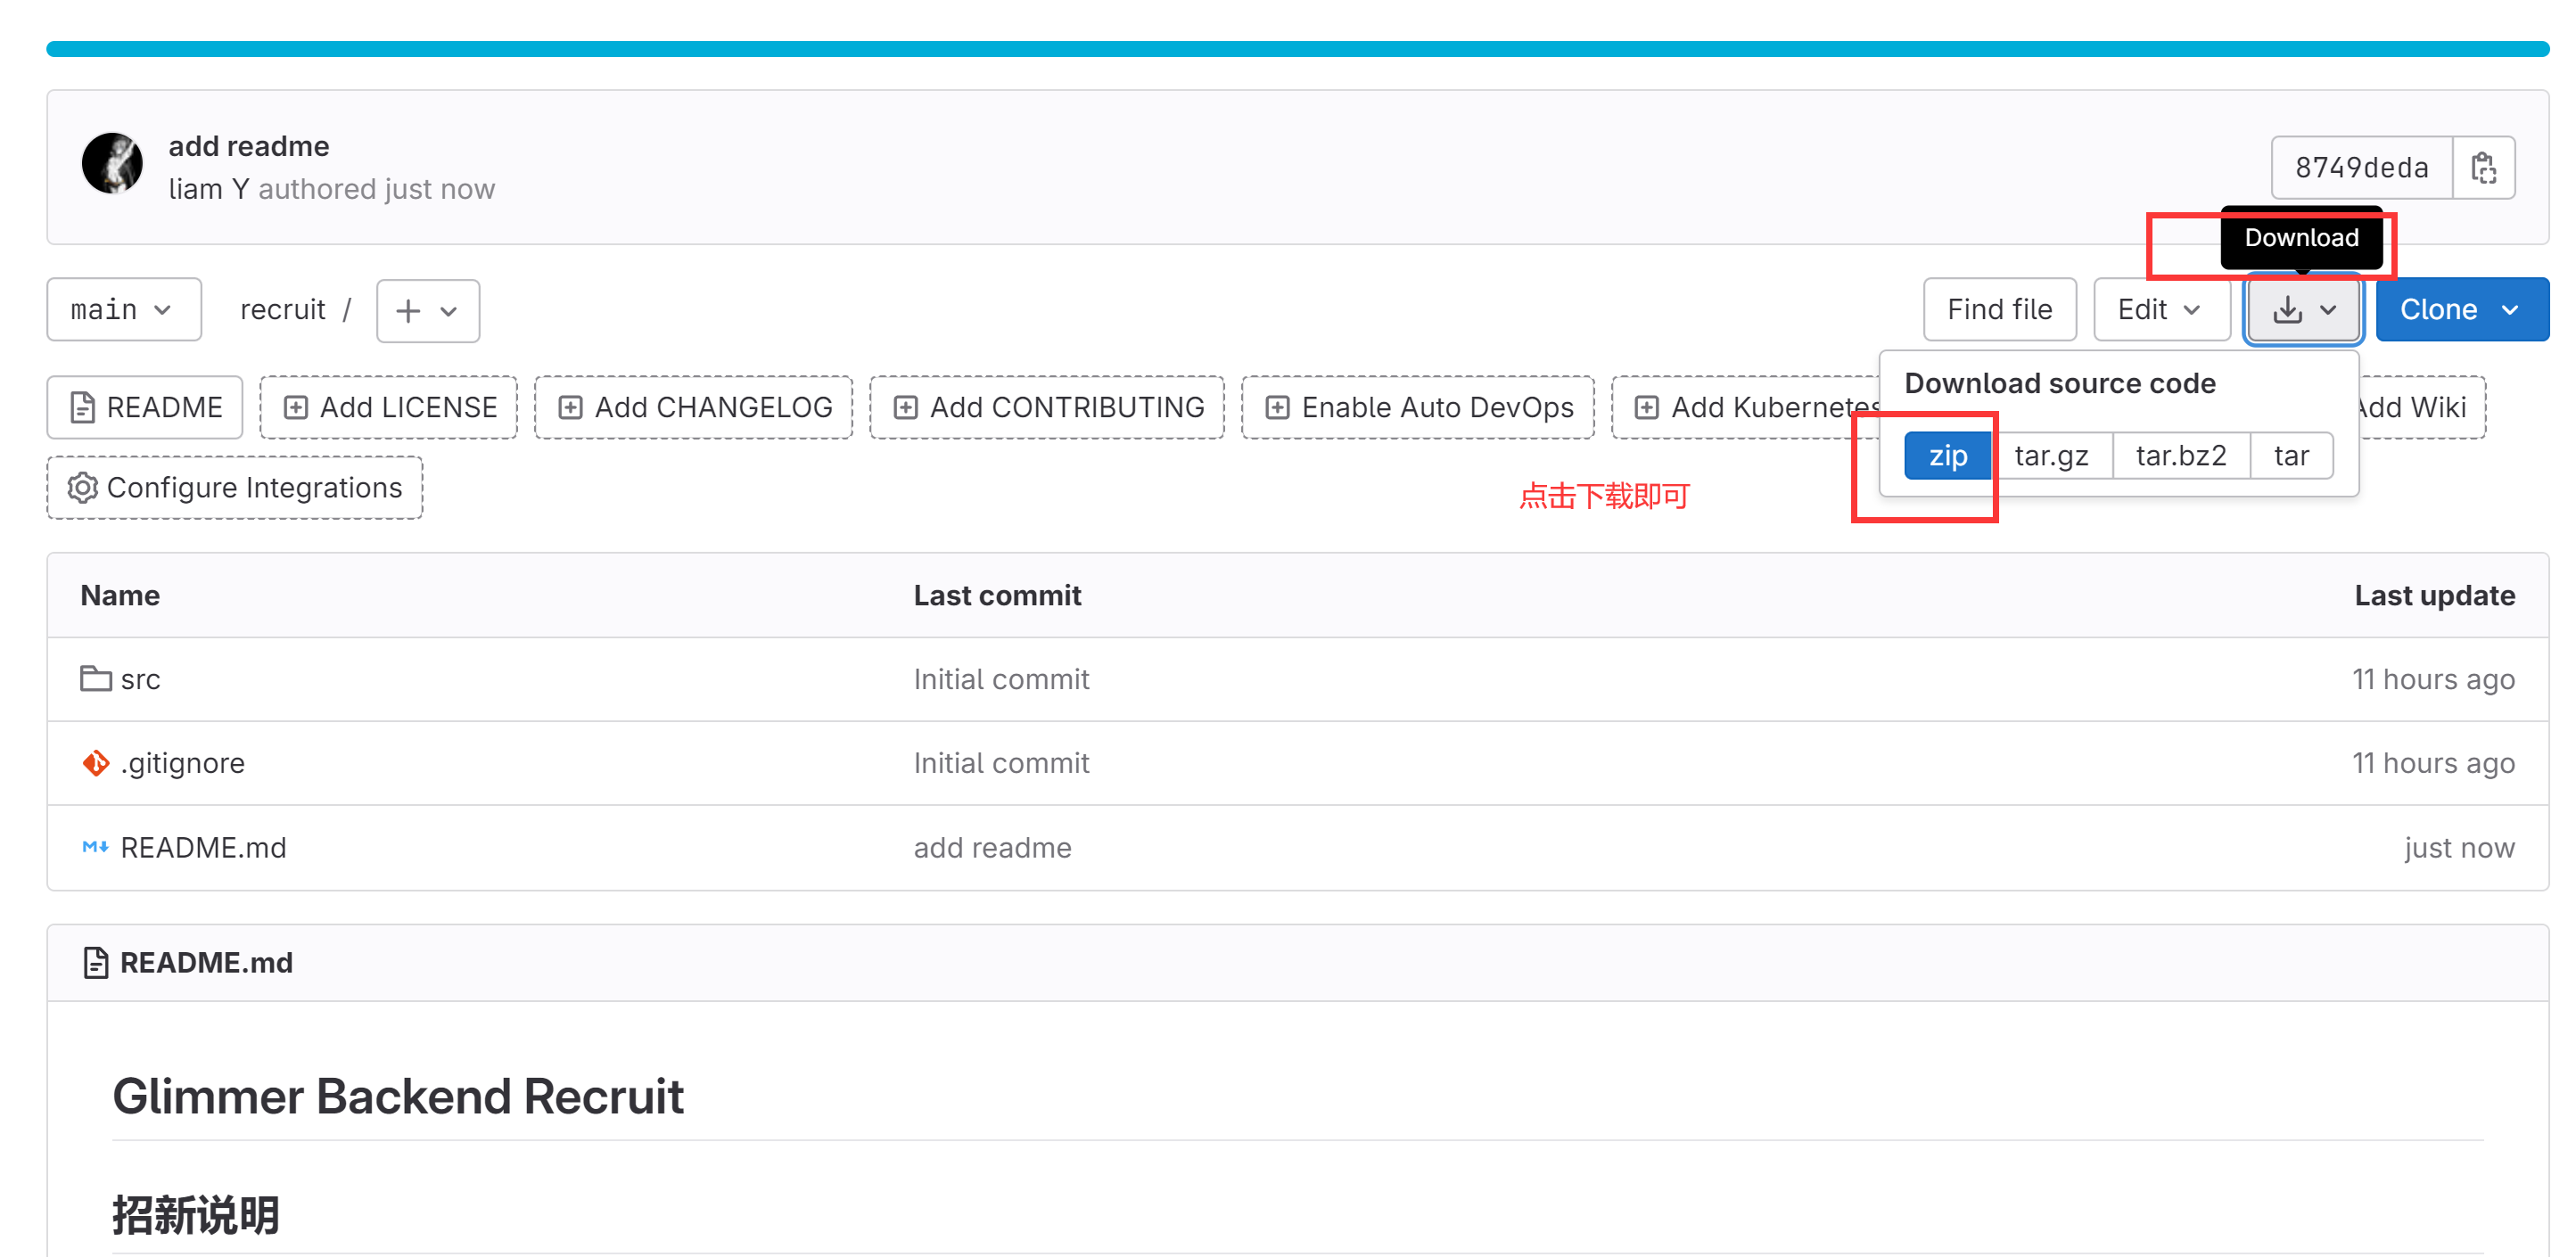 add readme
liam Y authored just now
8749deda
Download
main
recruit /
Find file
Edit
Clone
Download source code
zip
tar.gz
tar.bz2
tar
README
Add LICENSE
Add CHANGELOG
Add CONTRIBUTING
Enable Auto DevOps
Add Kubernetes
Add Wiki
Configure Integrations
点击下载即可
Name Last commit Last update
src Initial commit 11 hours ago
.gitignore Initial commit 11 hours ago
README.md add readme just now
README.md
Glimmer Backend Recruit
招新说明